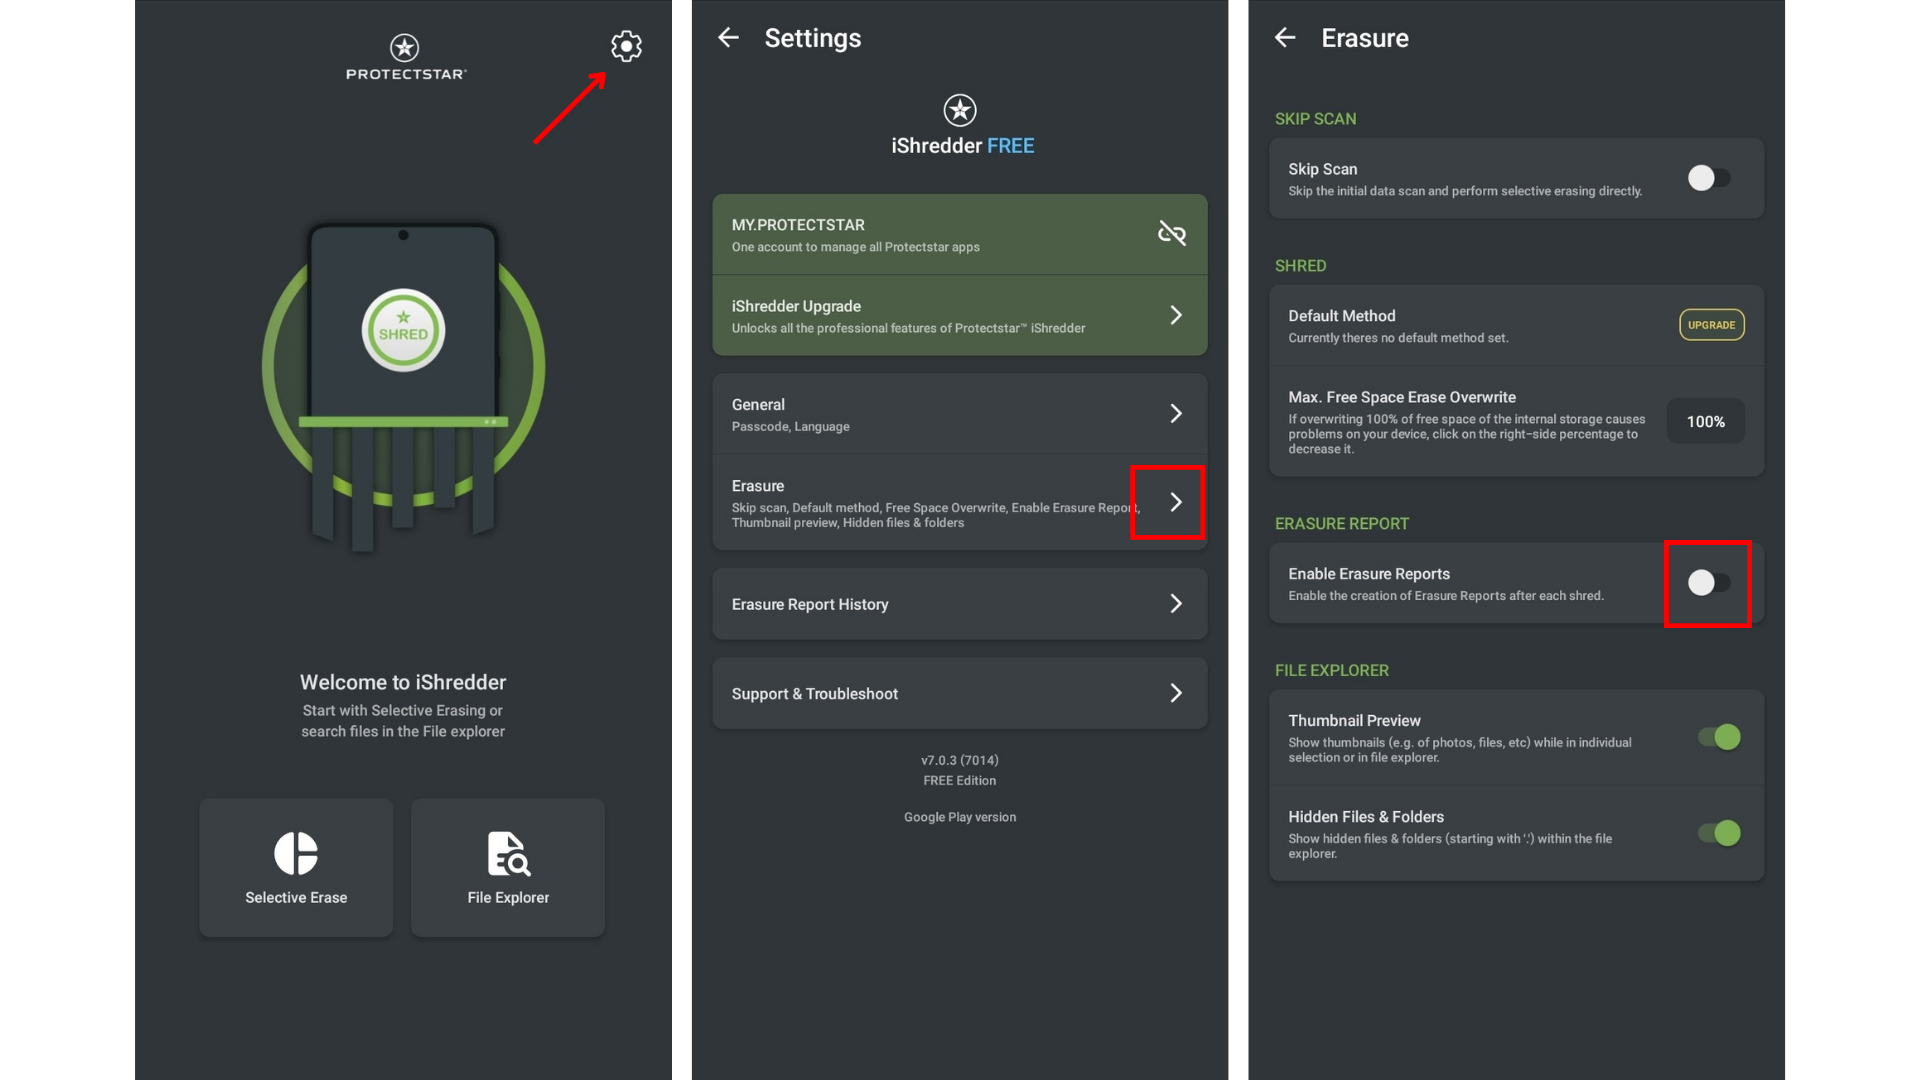 PROTECTSTAR
SHRED
Welcome to iShredder
Start with Selective Erasing or
search files in the File explorer
Selective Erase
File Explorer
Settings
iShredder FREE
MY.PROTECTSTAR
One account to manage all Protectstar apps
iShredder Upgrade
Unlocks all the professional features of Protectstar™ iShredder
General
Passcode, Language
Erasure
Skip scan, Default method, Free Space Overwrite, Enable Erasure Report,
Thumbnail preview, Hidden files & folders
Erasure Report History
Support & Troubleshoot
v7.0.3 (7014)
FREE Edition
Google Play version
Erasure
SKIP SCAN
Skip Scan
Skip the initial data scan and perform selective erasing directly.
SHRED
Default Method
Currently theres no default method set.
UPGRADE
Max. Free Space Erase Overwrite
If overwriting 100% of free space of the internal storage causes
problems on your device, click on the right-side percentage to
decrease it.
100%
ERASURE REPORT
Enable Erasure Reports
Enable the creation of Erasure Reports after each shred.
FILE EXPLORER
Thumbnail Preview
Show thumbnails (e.g. of photos, files, etc) while in individual
selection or in file explorer.
Hidden Files & Folders
Show hidden files & folders (starting with '.') within the file
explorer.